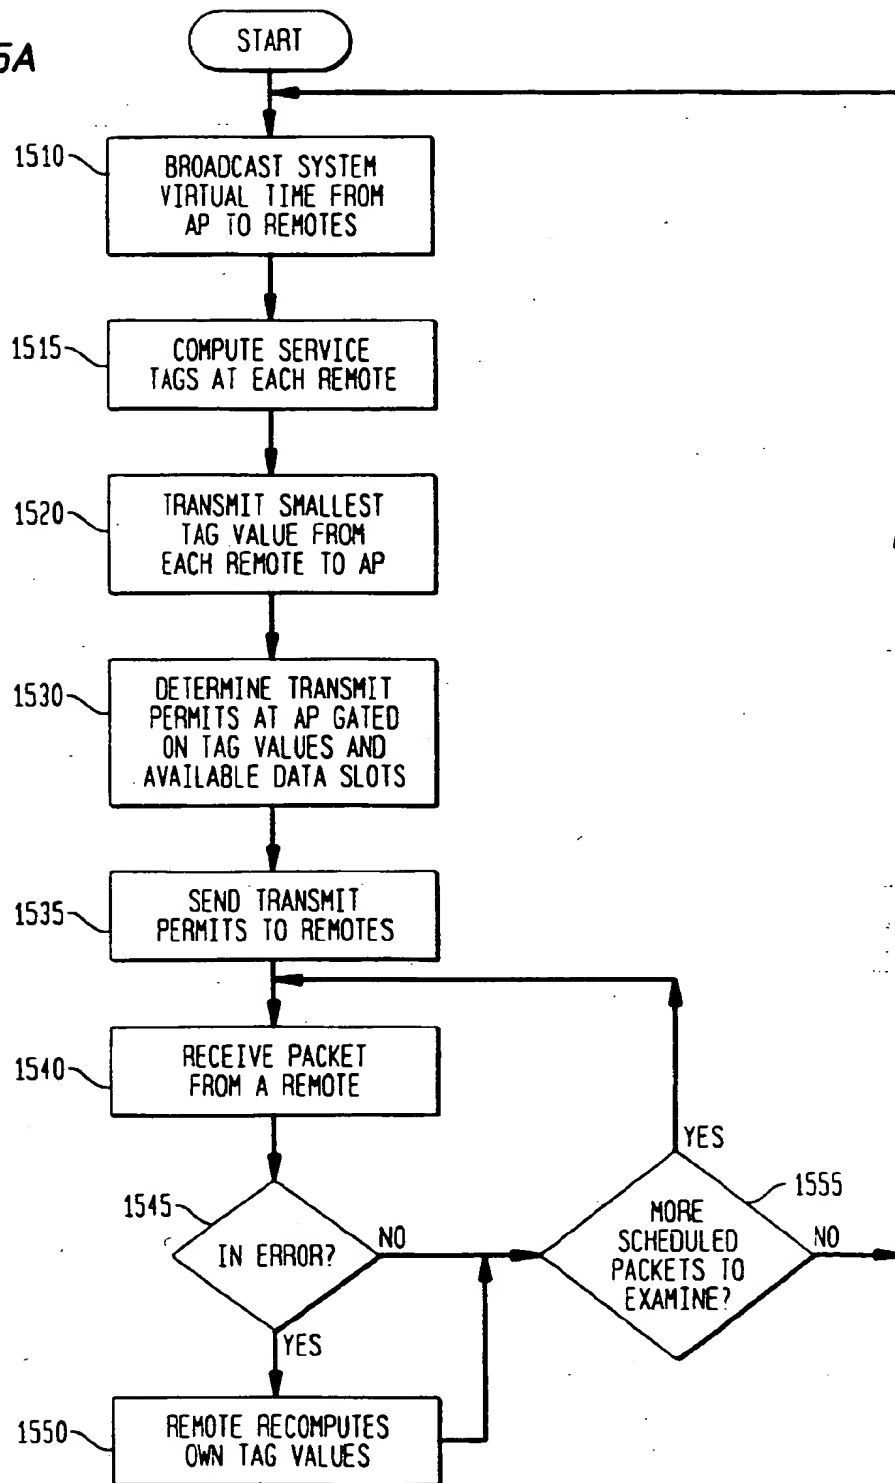 5A
START
1510
BROADCAST SYSTEM
VIRTUAL TIME FROM
AP TO REMOTES
1515
COMPUTE SERVICE
TAGS AT EACH REMOTE
1520
TRANSMIT SMALLEST
TAG VALUE FROM
EACH REMOTE TO AP
1530
DETERMINE TRANSMIT
PERMITS AT AP GATED
ON TAG VALUES AND
AVAILABLE DATA SLOTS
1535
SEND TRANSMIT
PERMITS TO REMOTES
1540
RECEIVE PACKET
FROM A REMOTE
1545
IN ERROR?
NO
YES
1550
REMOTE RECOMPUTES
OWN TAG VALUES
1555
MORE
SCHEDULED
PACKETS TO
EXAMINE?
YES
NO